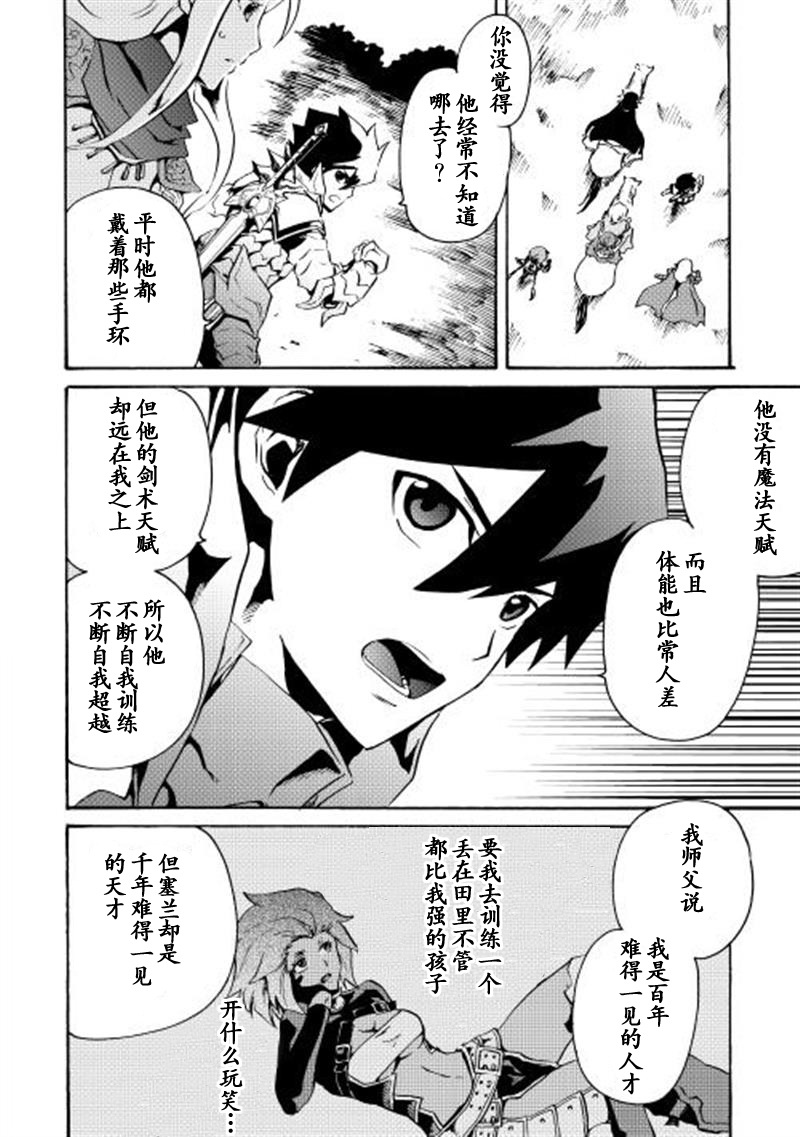 你没觉得
他经常不知道
哪去了？
平时他都
戴着那些手环
他没有魔法天赋
而且
体能也比常人差
但他的剑术天赋
却远在我之上
所以他
不断自我训练
不断自我超越
我师父说
我是百年
难得一见的人才
要我去训练一个
丢在田里不管
都比我强的孩子
但塞兰却是
千年难得一见
的天才
开什么玩笑…